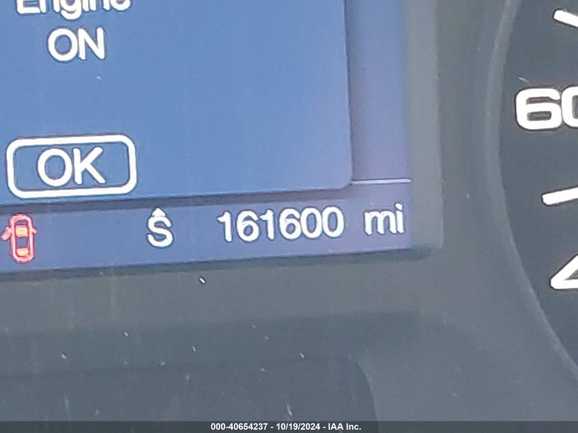 Engine
ON
OK
S 161600 mi
60
000-40654237 - 10/19/2024 - IAA Inc.